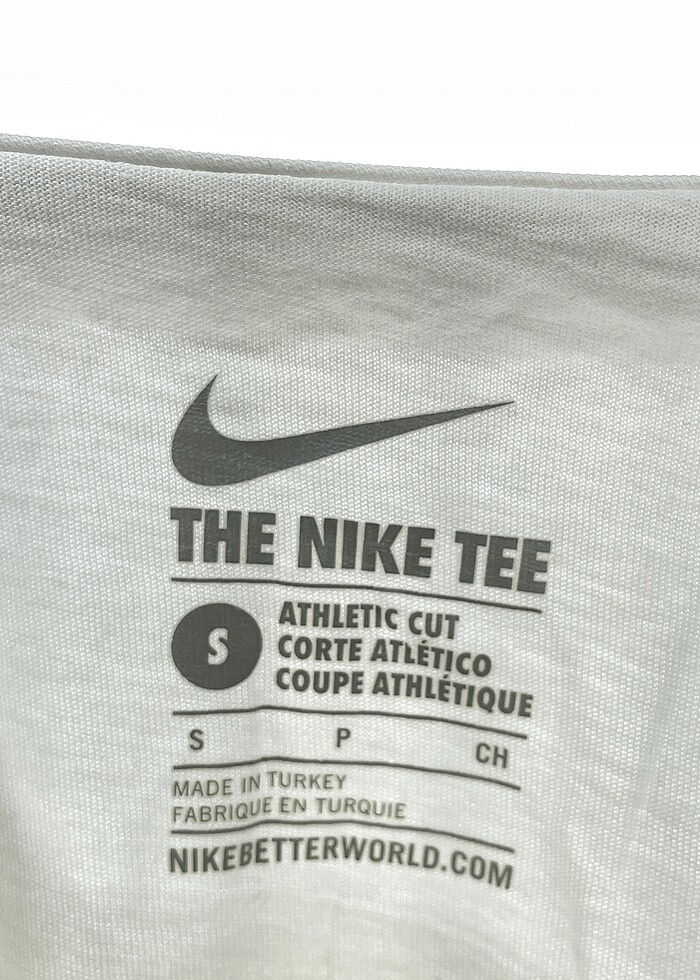 THE NIKE TEE
S
ATHLETIC CUT
CORTE ATLÉTICO
COUPE ATHLÉTIQUE
S P CH
MADE IN TURKEY
FABRIQUE EN TURQUIE
NIKEBETTERWORLD.COM